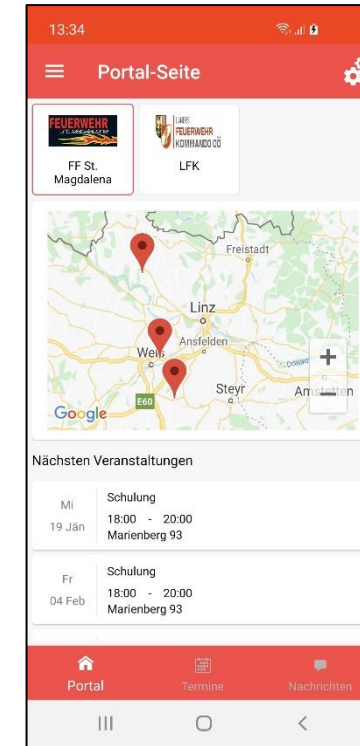 13:34
Portal-Seite
FEUERWEHR
LANDES
FEUERWEHR
KOMMANDO OÖ
FF St.
Magdalena
LFK
Freistadt
Linz
Ansfelden
Wels
Steyr
E60
Amstetten
Google
+
−
Nächsten Veranstaltungen
Mi
19 Jän
Schulung
18:00 - 20:00
Marienberg 93
Fr
04 Feb
Schulung
18:00 - 20:00
Marienberg 93
Portal
Termine
Nachrichten